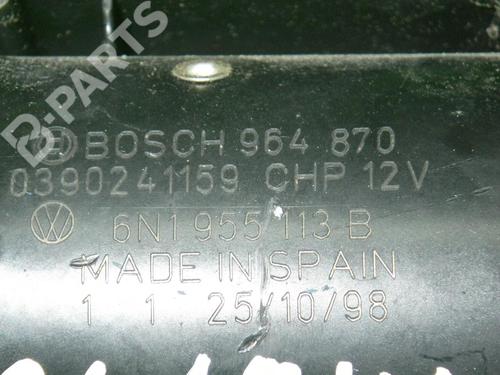 B-PARTS
BOSCH 964 870
0390241159 CHP 12V
6N1 955 113 B
MADE IN SPAIN
1 1 . 25/10/98